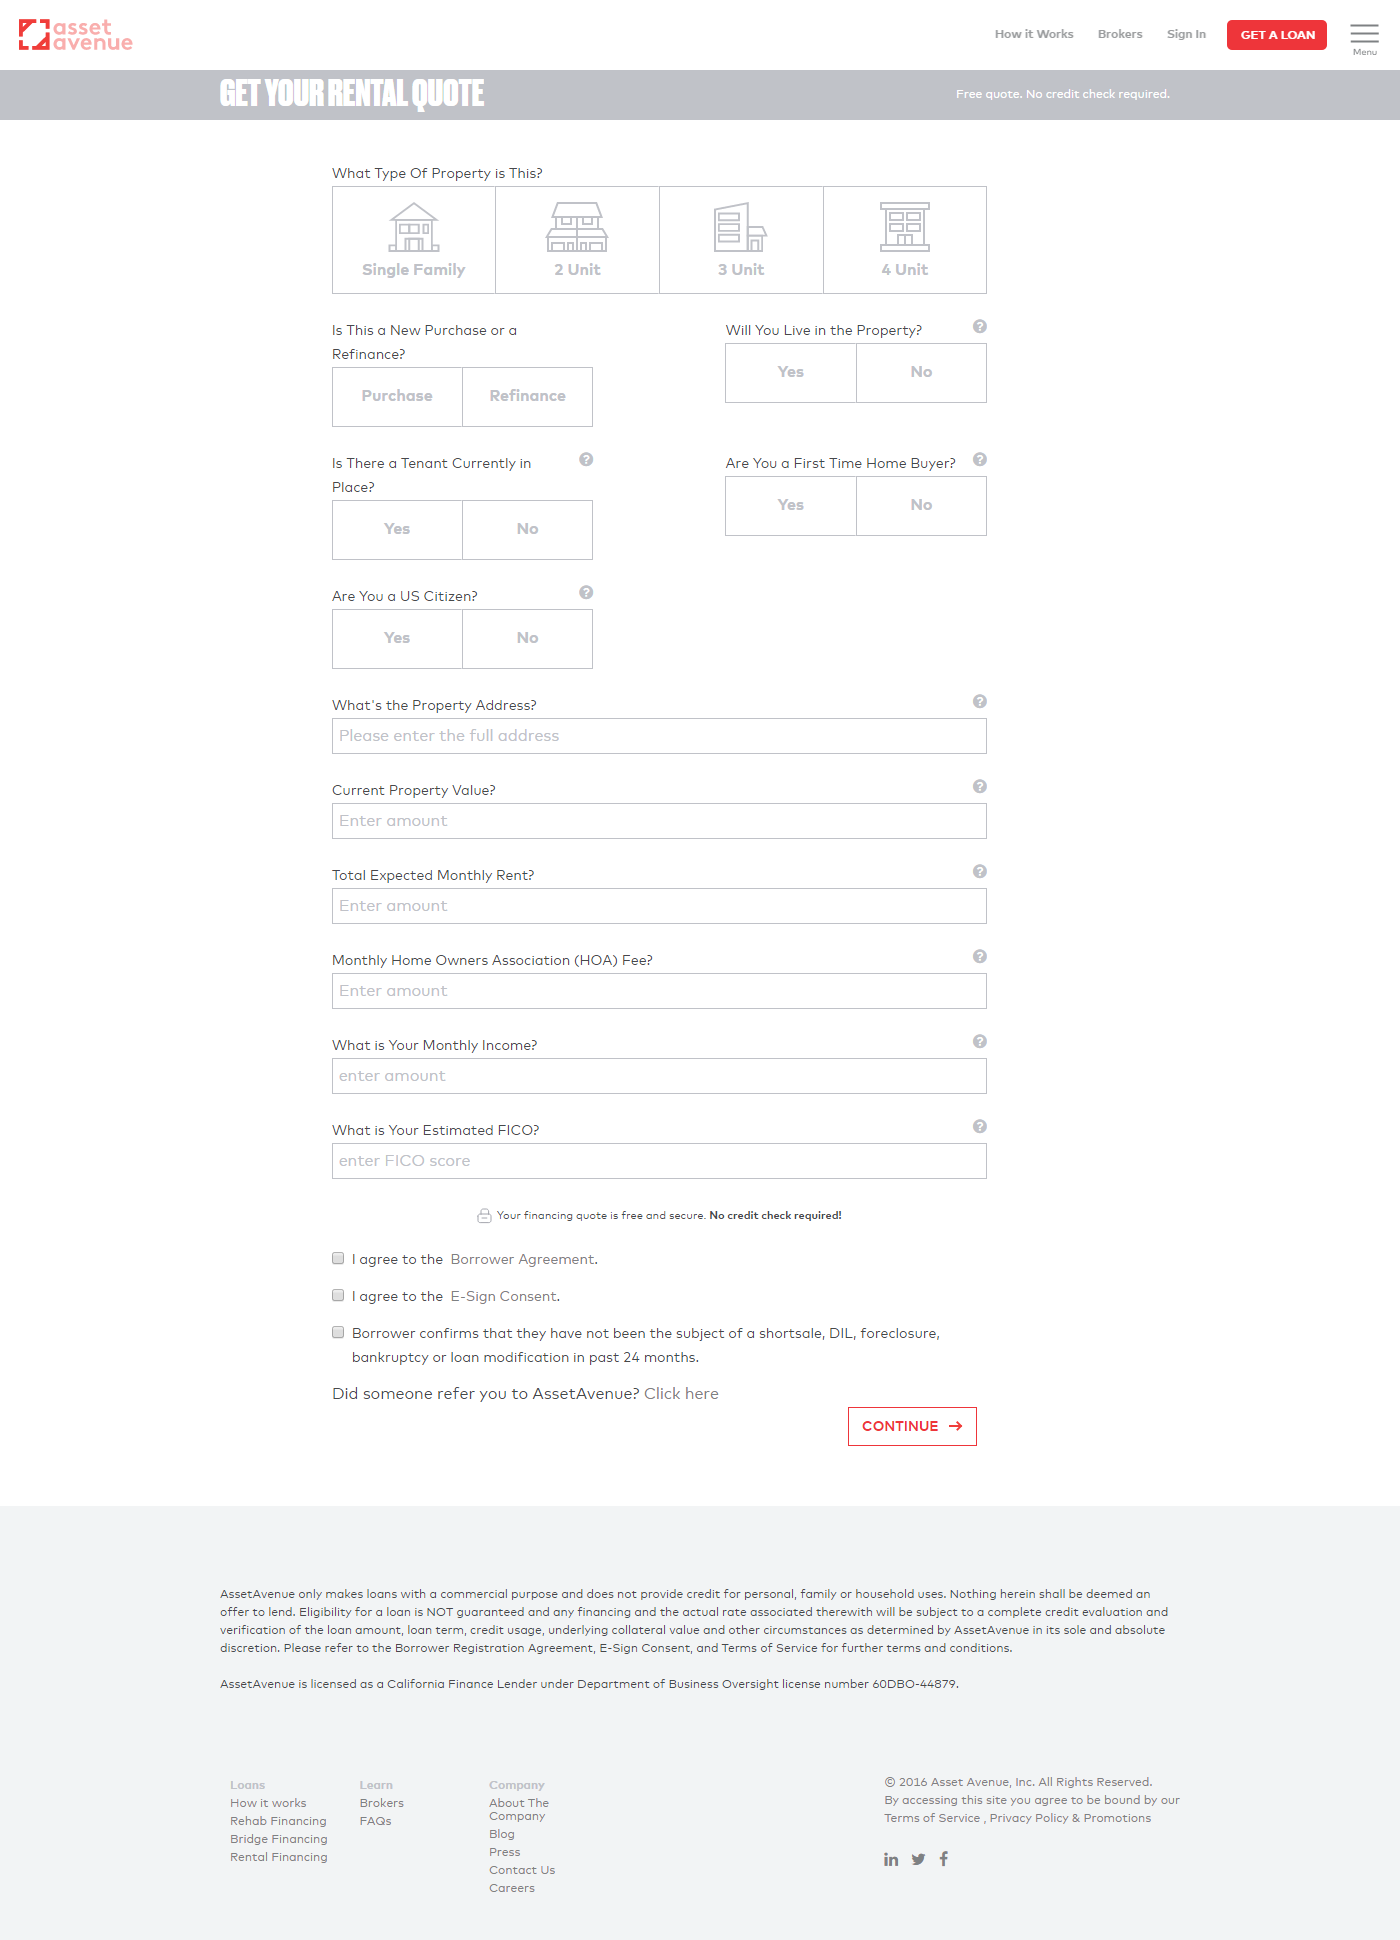 asset
avenue
How it Works
Brokers
Sign In
GET A LOAN
Menu
GET YOUR RENTAL QUOTE
Free quote. No credit check required.
What Type Of Property is This?
Single Family
2 Unit
3 Unit
4 Unit
Is This a New Purchase or a
Refinance?
Purchase
Refinance
Will You Live in the Property?
?
Yes
No
Is There a Tenant Currently in
Place?
?
Yes
No
Are You a First Time Home Buyer?
?
Yes
No
Are You a US Citizen?
?
Yes
No
What's the Property Address?
?
Please enter the full address
Current Property Value?
?
Enter amount
Total Expected Monthly Rent?
?
Enter amount
Monthly Home Owners Association (HOA) Fee?
?
Enter amount
What is Your Monthly Income?
?
enter amount
What is Your Estimated FICO?
?
enter FICO score
Your financing quote is free and secure. No credit check required!
I agree to the Borrower Agreement.
I agree to the E-Sign Consent.
Borrower confirms that they have not been the subject of a shortsale, DIL, foreclosure,
bankruptcy or loan modification in past 24 months.
Did someone refer you to AssetAvenue? Click here
CONTINUE →
AssetAvenue only makes loans with a commercial purpose and does not provide credit for personal, family or household uses. Nothing herein shall be deemed an
offer to lend. Eligibility for a loan is NOT guaranteed and any financing and the actual rate associated therewith will be subject to a complete credit evaluation and
verification of the loan amount, loan term, credit usage, underlying collateral value and other circumstances as determined by AssetAvenue in its sole and absolute
discretion. Please refer to the Borrower Registration Agreement, E-Sign Consent, and Terms of Service for further terms and conditions.
AssetAvenue is licensed as a California Finance Lender under Department of Business Oversight license number 60DBO-44879.
Loans
How it works
Rehab Financing
Bridge Financing
Rental Financing
Learn
Brokers
FAQs
Company
About The
Company
Blog
Press
Contact Us
Careers
© 2016 Asset Avenue, Inc. All Rights Reserved.
By accessing this site you agree to be bound by our
Terms of Service , Privacy Policy & Promotions